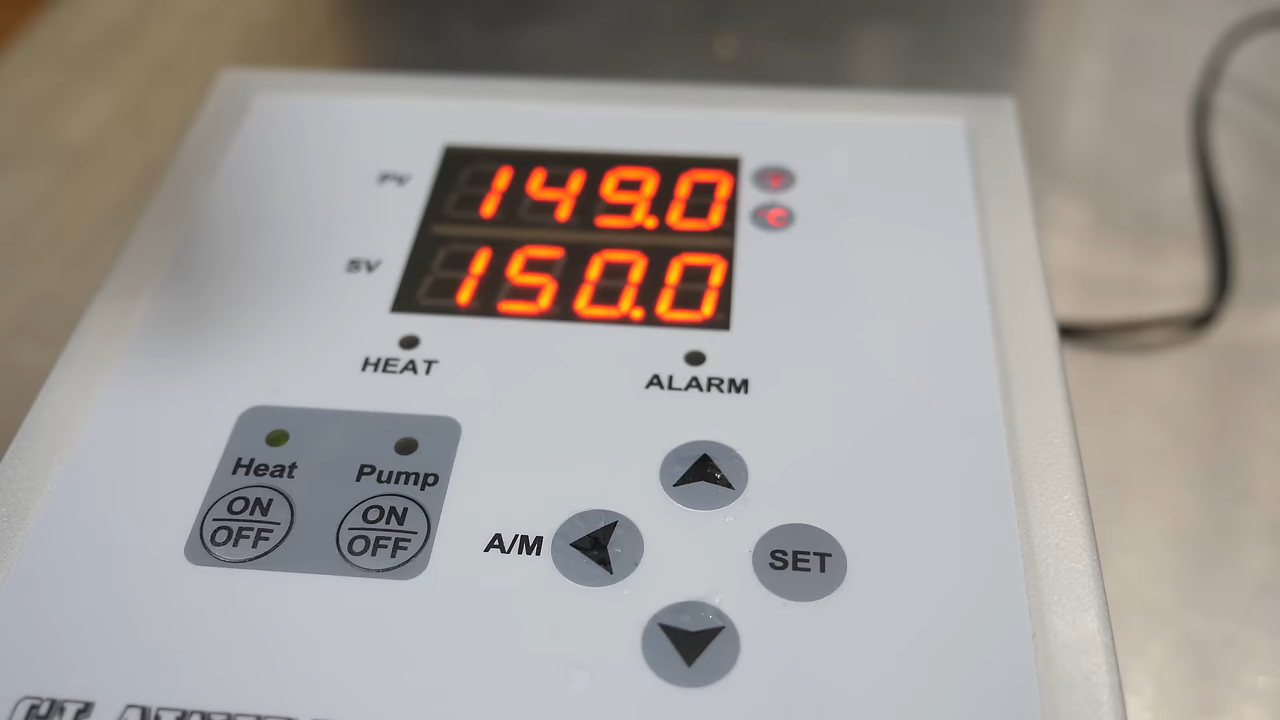 PV 149.0
°C
SV 150.0
HEAT
ALARM
Heat Pump
ON OFF
ON OFF
A/M
SET